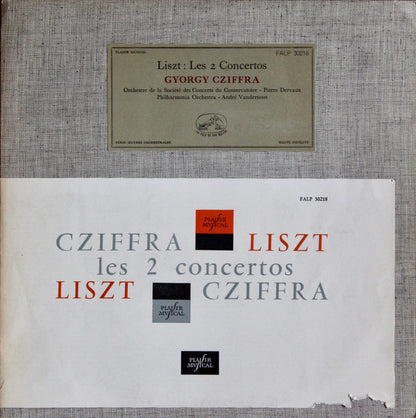 PLAISIR MUSICAL
FALP 30218
Liszt : Les 2 Concertos
GYORGY CZIFFRA
Orchestre de la Société des Concerts du Conservatoire - Pierre Dervaux
Philharmonia Orchestra - André Vandernoot
HAUTE FIDÉLITÉ
FALP 30218
PLAISIR
MUSICAL
CZIFFRA LISZT
les 2 concertos
LISZT CZIFFRA
PLAISIR
MUSICAL
PLAISIR
MUSICAL